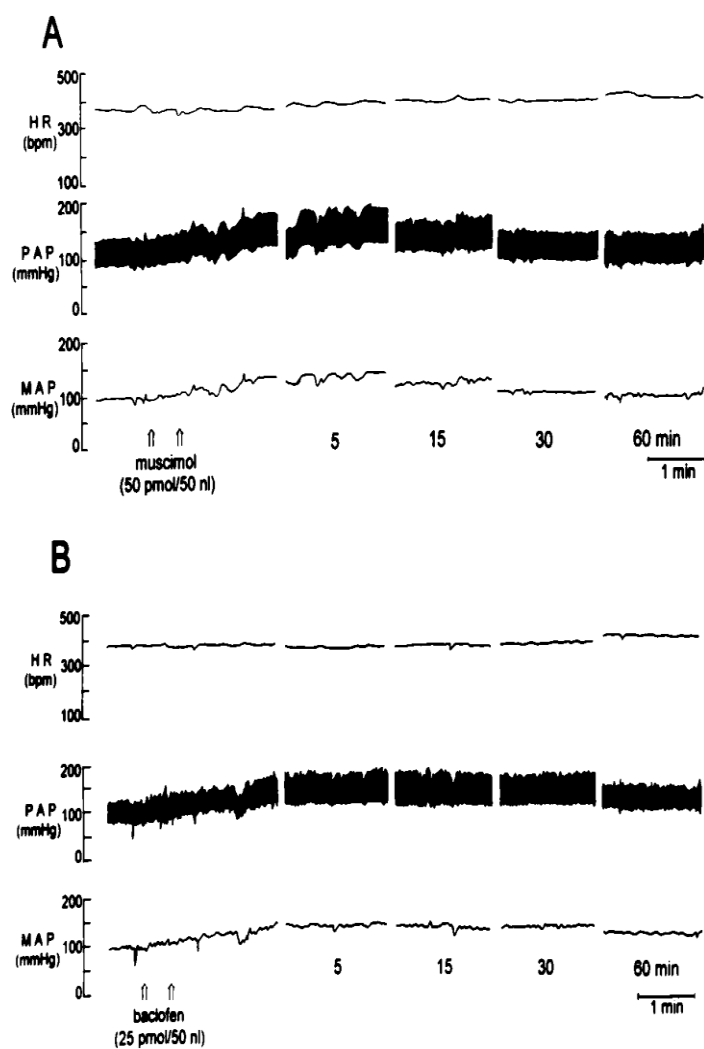 A
500
HR
(bpm)
300
100
200
PAP
(mmHg)
100
0
200
MAP
(mmHg)
100
0
5 15 30 60 min
muscimol
(50 pmol/50 nl)
1 min
B
500
HR
(bpm)
300
100
200
PAP
(mmHg)
100
0
200
MAP
(mmHg)
100
0
5 15 30 60 min
baclofen
(25 pmol/50 nl)
1 min